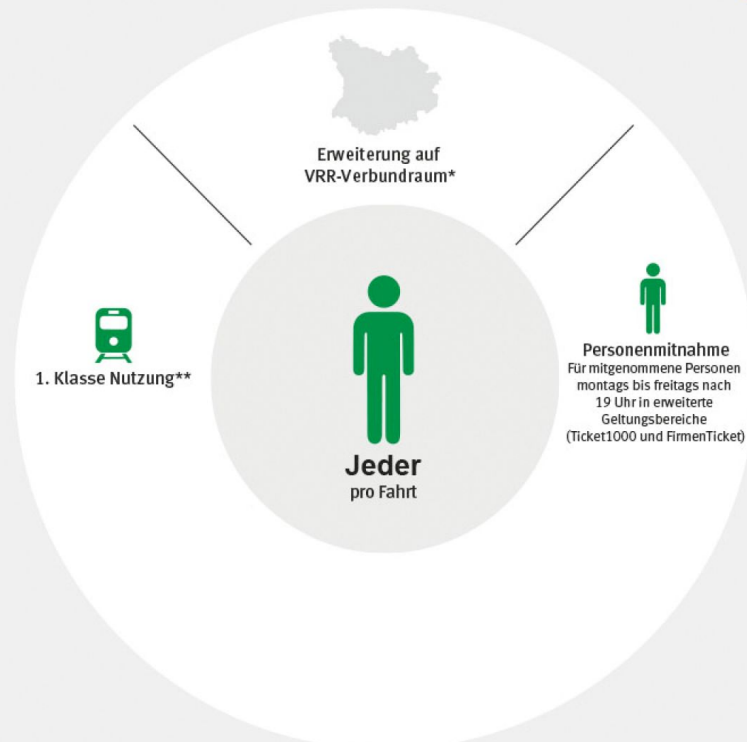 Erweiterung auf
VRR-Verbundraum*
1. Klasse Nutzung**
Personenmitnahme
Für mitgenommene Personen
montags bis freitags nach
19 Uhr in erweiterte
Geltungsbereiche
(Ticket1000 und FirmenTicket)
Jeder
pro Fahrt